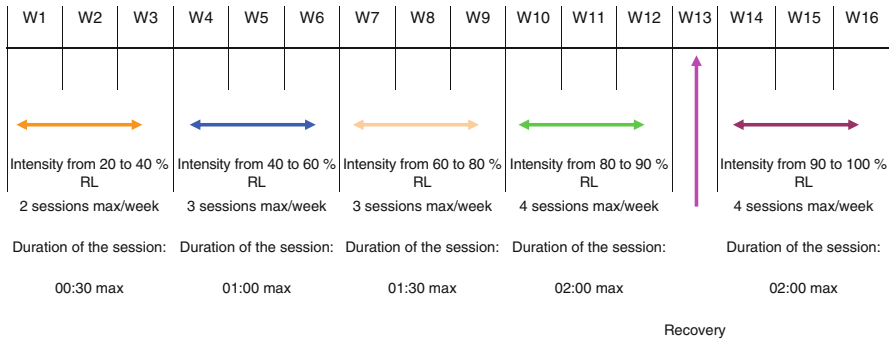 W1 W2 W3 W4 W5 W6 W7 W8 W9 W10 W11 W12 W13 W14 W15 W16
Intensity from 20 to 40 %
RL
2 sessions max/week
Duration of the session:
00:30 max
Intensity from 40 to 60 %
RL
3 sessions max/week
Duration of the session:
01:00 max
Intensity from 60 to 80 %
RL
3 sessions max/week
Duration of the session:
01:30 max
Intensity from 80 to 90 %
RL
4 sessions max/week
Duration of the session:
02:00 max
Recovery
Intensity from 90 to 100 %
RL
4 sessions max/week
Duration of the session:
02:00 max